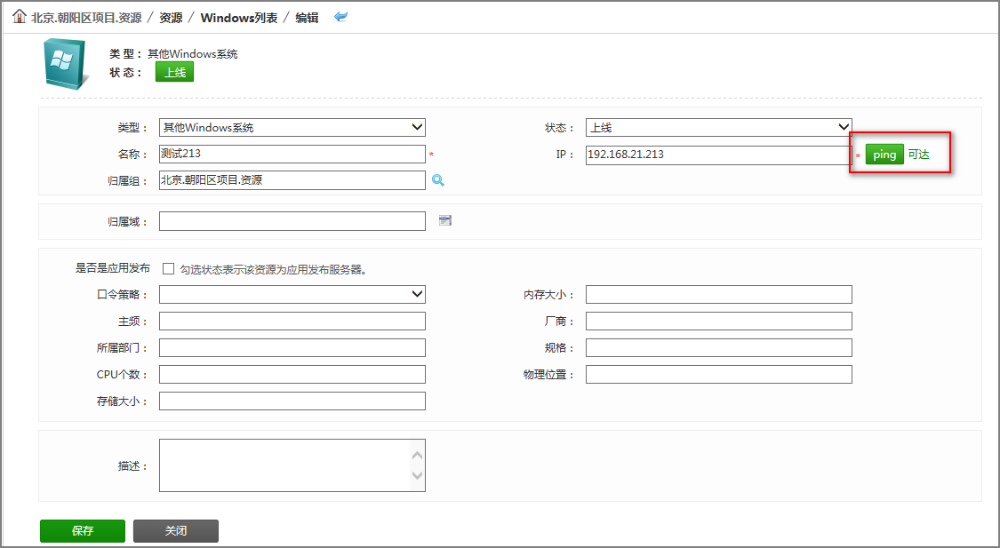 北京.朝阳区项目.资源 / 资源 / Windows列表 / 编辑
类 型： 其他Windows系统
状 态： 上线
类型： 其他Windows系统 状态： 上线
名称： 测试213 * IP： 192.168.21.213 * ping 可达
归属组： 北京.朝阳区项目.资源
归属域：
是否是应用发布 勾选状态表示该资源为应用发布服务器。
口令策略： 内存大小：
主频： 厂商：
所属部门： 规格：
CPU个数： 物理位置：
存储大小：
描述：
保存 关闭